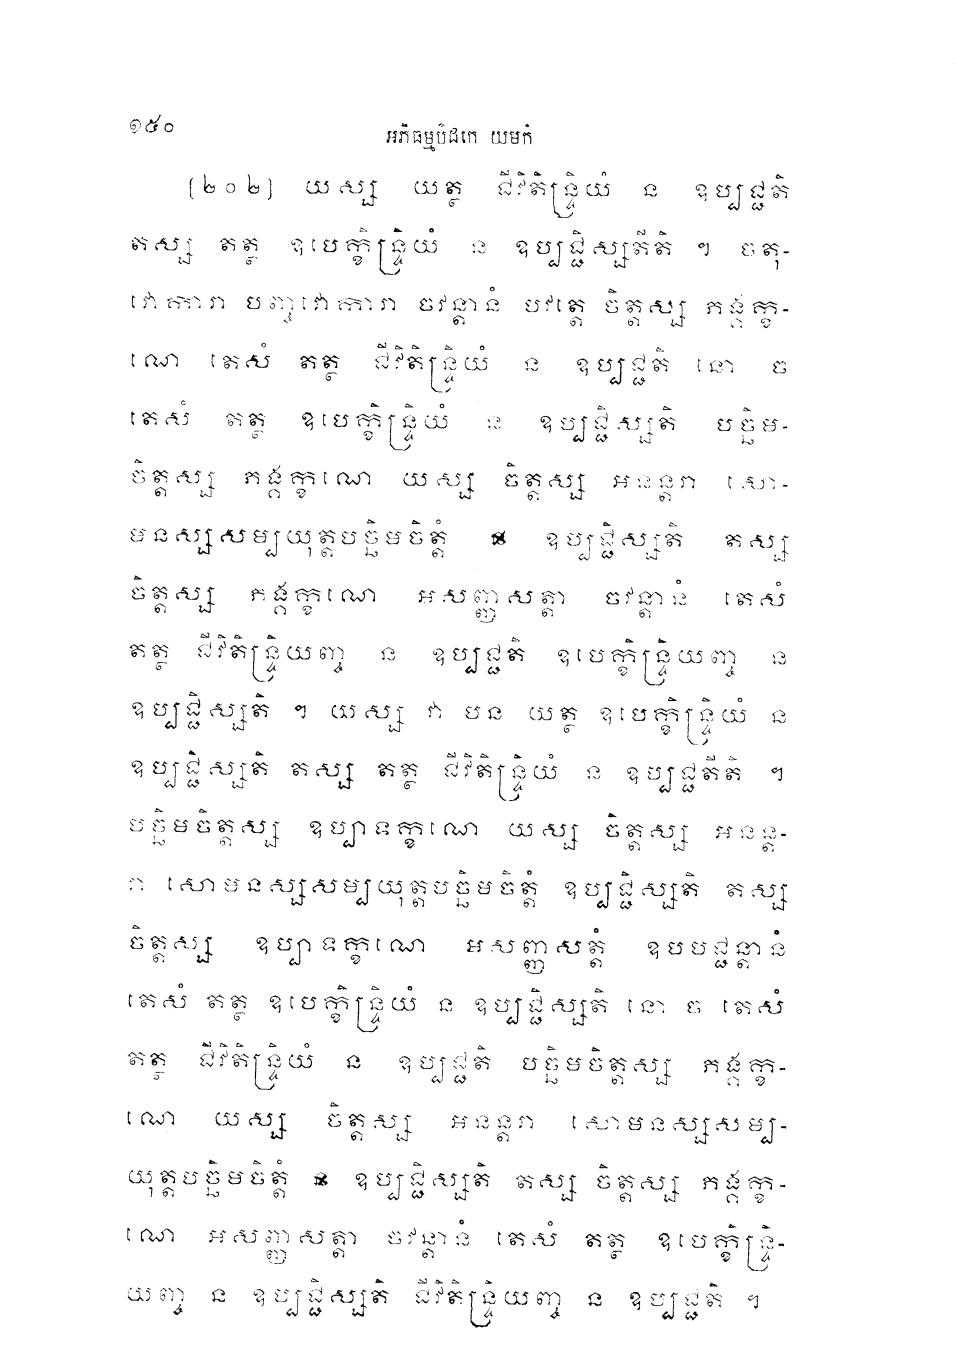 ១៥០
អភិធម្មបិដកេ យមកំ
(២០២) យស្ស យត្ថ ជីវិតិន្ទ្រិយំ ន ឧប្បជ្ជតិ
តស្ស តត្ថ ឧបេក្ខិន្ទ្រិយំ ន ឧប្បជ្ជិស្សតីតិ ។ ចតុ-
វោការា បញ្ចវោការា ចវន្តានំ បវត្តេ ចិត្តស្ស ភង្គក្ខ-
ណេ តេសំ តត្ថ ជីវិតិន្ទ្រិយំ ន ឧប្បជ្ជតិ នោ ច
តេសំ តត្ថ ឧបេក្ខិន្ទ្រិយំ ន ឧប្បជ្ជិស្សតិ បច្ឆិម-
ចិត្តស្ស ភង្គក្ខណេ យស្ស ចិត្តស្ស អនន្តរា សោ-
មនស្សសម្បយុត្តបច្ឆិមចិត្តំ ឧប្បជ្ជិស្សតិ តស្ស
ចិត្តស្ស ភង្គក្ខណេ អសញ្ញសត្តា ចវន្តានំ តេសំ
តត្ថ ជីវិតិន្ទ្រិយញ្ច ន ឧប្បជ្ជតិ ឧបេក្ខិន្ទ្រិយញ្ច ន
ឧប្បជ្ជិស្សតិ ។ យស្ស វា បន យត្ថ ឧបេក្ខិន្ទ្រិយំ ន
ឧប្បជ្ជិស្សតិ តស្ស តត្ថ ជីវិតិន្ទ្រិយំ ន ឧប្បជ្ជតីតិ ។
បច្ឆិមចិត្តស្ស ឧប្បាទក្ខណេ យស្ស ចិត្តស្ស អនន្ត-
រា សោមនស្សសម្បយុត្តបច្ឆិមចិត្តំ ឧប្បជ្ជិស្សតិ តស្ស
ចិត្តស្ស ឧប្បាទក្ខណេ អសញ្ញសត្តំ ឧបបជ្ជន្តានំ
តេសំ តត្ថ ឧបេក្ខិន្ទ្រិយំ ន ឧប្បជ្ជិស្សតិ នោ ច តេសំ
តត្ថ ជីវិតិន្ទ្រិយំ ន ឧប្បជ្ជតិ បច្ឆិមចិត្តស្ស ភង្គក្ខ-
ណេ យស្ស ចិត្តស្ស អនន្តរា សោមនស្សសម្ប-
យុត្តបច្ឆិមចិត្តំ ឧប្បជ្ជិស្សតិ តស្ស ចិត្តស្ស ភង្គក្ខ-
ណេ អសញ្ញសត្តា ចវន្តានំ តេសំ តត្ថ ឧបេក្ខិន្ទ្រិ-
យញ្ច ន ឧប្បជ្ជិស្សតិ ជីវិតិន្ទ្រិយញ្ច ន ឧប្បជ្ជតិ ។